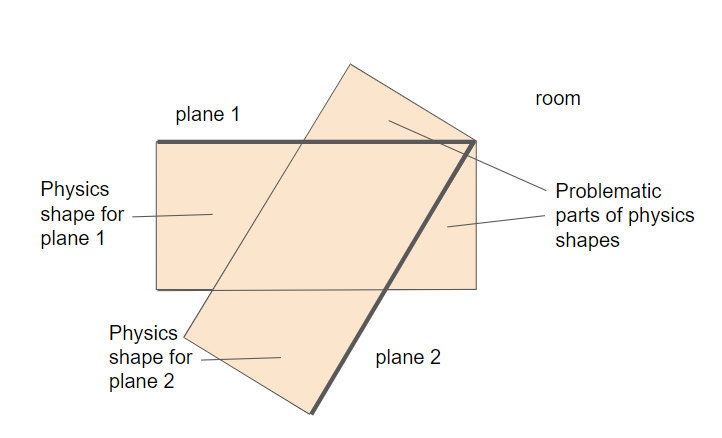 room
plane 1
Physics
shape for
plane 1
Problematic
parts of physics
shapes
Physics
shape for
plane 2
plane 2